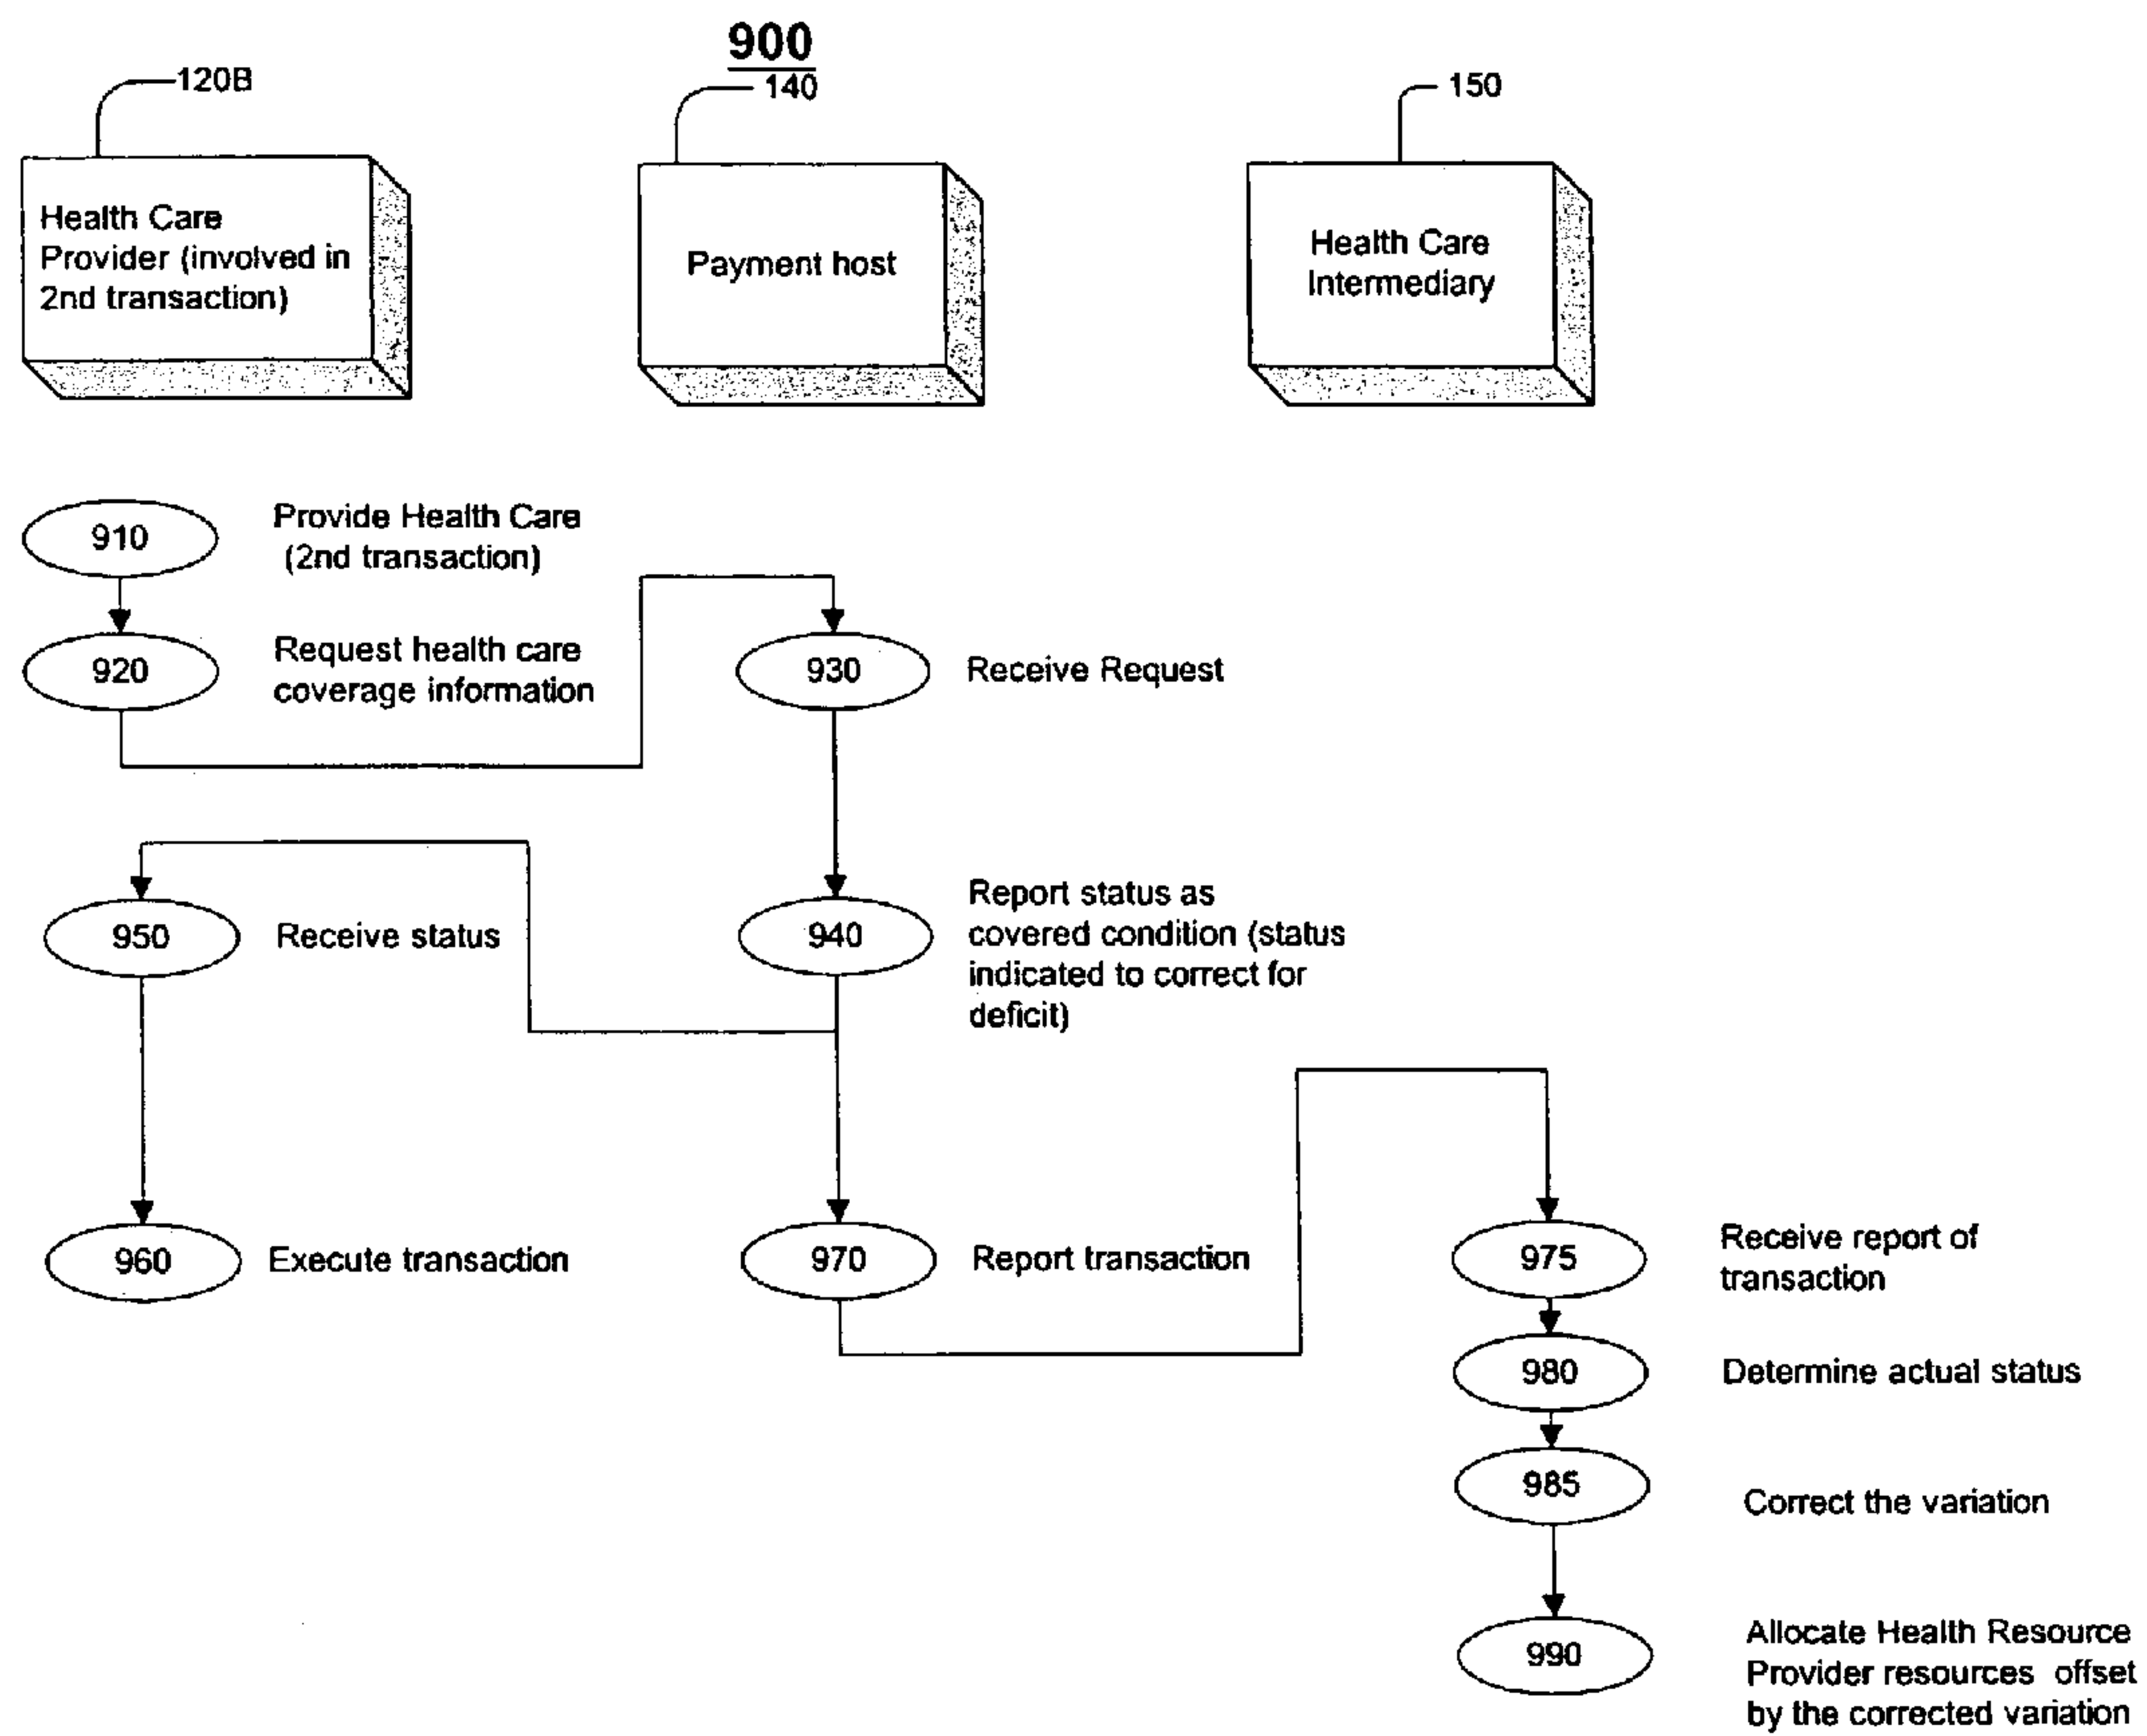 900
120B
140
150
Health Care
Provider (involved in
2nd transaction)
Payment host
Health Care
Intermediary
910
Provide Health Care
(2nd transaction)
920
Request health care
coverage information
930
Receive Request
950
Receive status
940
Report status as
covered condition (status
indicated to correct for
deficit)
960
Execute transaction
970
Report transaction
975
Receive report of
transaction
980
Determine actual status
985
Correct the variation
990
Allocate Health Resource
Provider resources offset
by the corrected variation